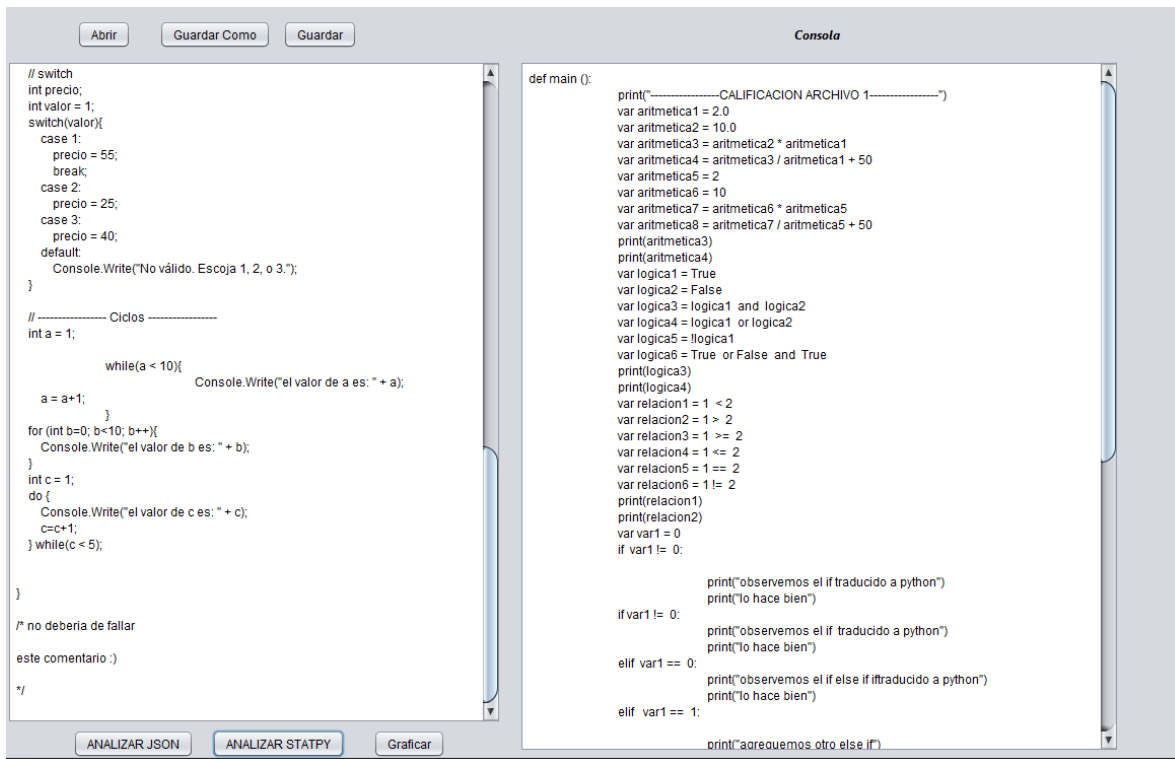 Abrir
Guardar Como
Guardar
Consola
// switch
int precio;
int valor = 1;
switch(valor){
case 1:
precio = 55;
break;
case 2:
precio = 25;
case 3:
precio = 40;
default:
Console.Write("No válido. Escoja 1, 2, o 3.");
}
// ----------------- Ciclos -----------------
int a = 1;
while(a < 10){
Console.Write("el valor de a es: " + a);
a = a+1;
}
for (int b=0; b<10; b++){
Console.Write("el valor de b es: " + b);
}
int c = 1;
do {
Console.Write("el valor de c es: " + c);
c=c+1;
} while(c < 5);
}
/* no deberia de fallar
este comentario :)
*/
def main ():
print("-----------------CALIFICACION ARCHIVO 1-----------------")
var aritmetica1 = 2.0
var aritmetica2 = 10.0
var aritmetica3 = aritmetica2 * aritmetica1
var aritmetica4 = aritmetica3 / aritmetica1 + 50
var aritmetica5 = 2
var aritmetica6 = 10
var aritmetica7 = aritmetica6 * aritmetica5
var aritmetica8 = aritmetica7 / aritmetica5 + 50
print(aritmetica3)
print(aritmetica4)
var logica1 = True
var logica2 = False
var logica3 = logica1 and logica2
var logica4 = logica1 or logica2
var logica5 = !logica1
var logica6 = True or False and True
print(logica3)
print(logica4)
var relacion1 = 1 < 2
var relacion2 = 1 > 2
var relacion3 = 1 >= 2
var relacion4 = 1 <= 2
var relacion5 = 1 == 2
var relacion6 = 1 != 2
print(relacion1)
print(relacion2)
var var1 = 0
if var1 != 0:
print("observemos el if traducido a python")
print("lo hace bien")
if var1 != 0:
print("observemos el if traducido a python")
print("lo hace bien")
elif var1 == 0:
print("observemos el if else if iftraducido a python")
print("lo hace bien")
elif var1 == 1:
print("agreguemos otro else if")
ANALIZAR JSON
ANALIZAR STATPY
Graficar